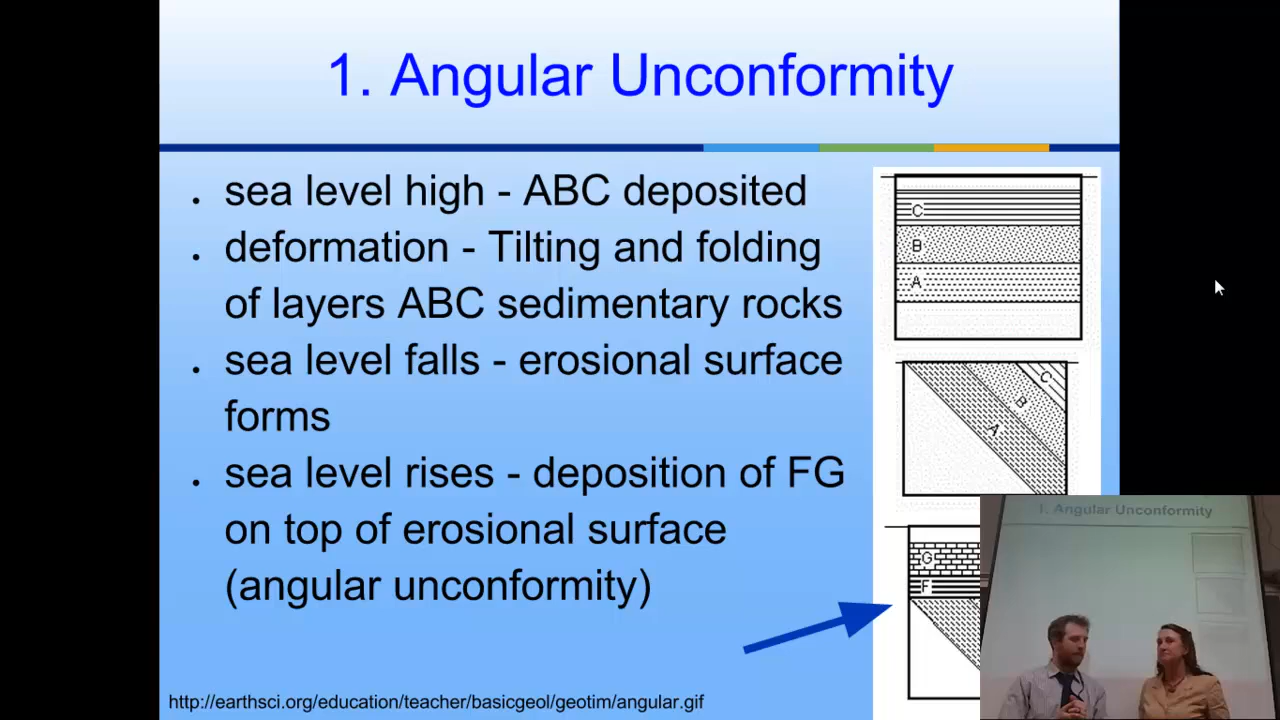 1. Angular Unconformity
. sea level high - ABC deposited
. deformation - Tilting and folding
of layers ABC sedimentary rocks
. sea level falls - erosional surface
forms
. sea level rises - deposition of FG
on top of erosional surface
(angular unconformity)
http://earthsci.org/education/teacher/basicgeol/geotim/angular.gif
C
B
A
C
B
A
G
F
1. Angular Unconformity